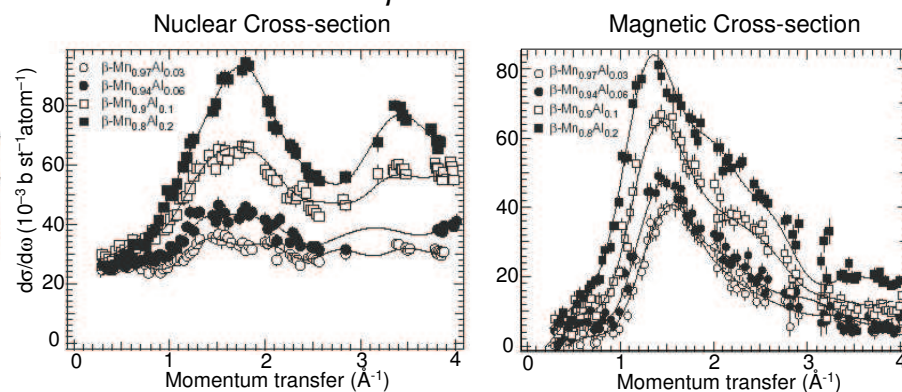 Nuclear Cross-section
Magnetic Cross-section
β-Mn0.97Al0.03
β-Mn0.94Al0.06
β-Mn0.9Al0.1
β-Mn0.8Al0.2
dσ/dω (10⁻³ b st⁻¹atom⁻¹)
80
60
40
20
0
0
1
2
3
4
Momentum transfer (Å⁻¹)
β-Mn0.97Al0.03
β-Mn0.94Al0.06
β-Mn0.9Al0.1
β-Mn0.8Al0.2
80
60
40
20
0
0
1
2
3
4
Momentum transfer (Å⁻¹)